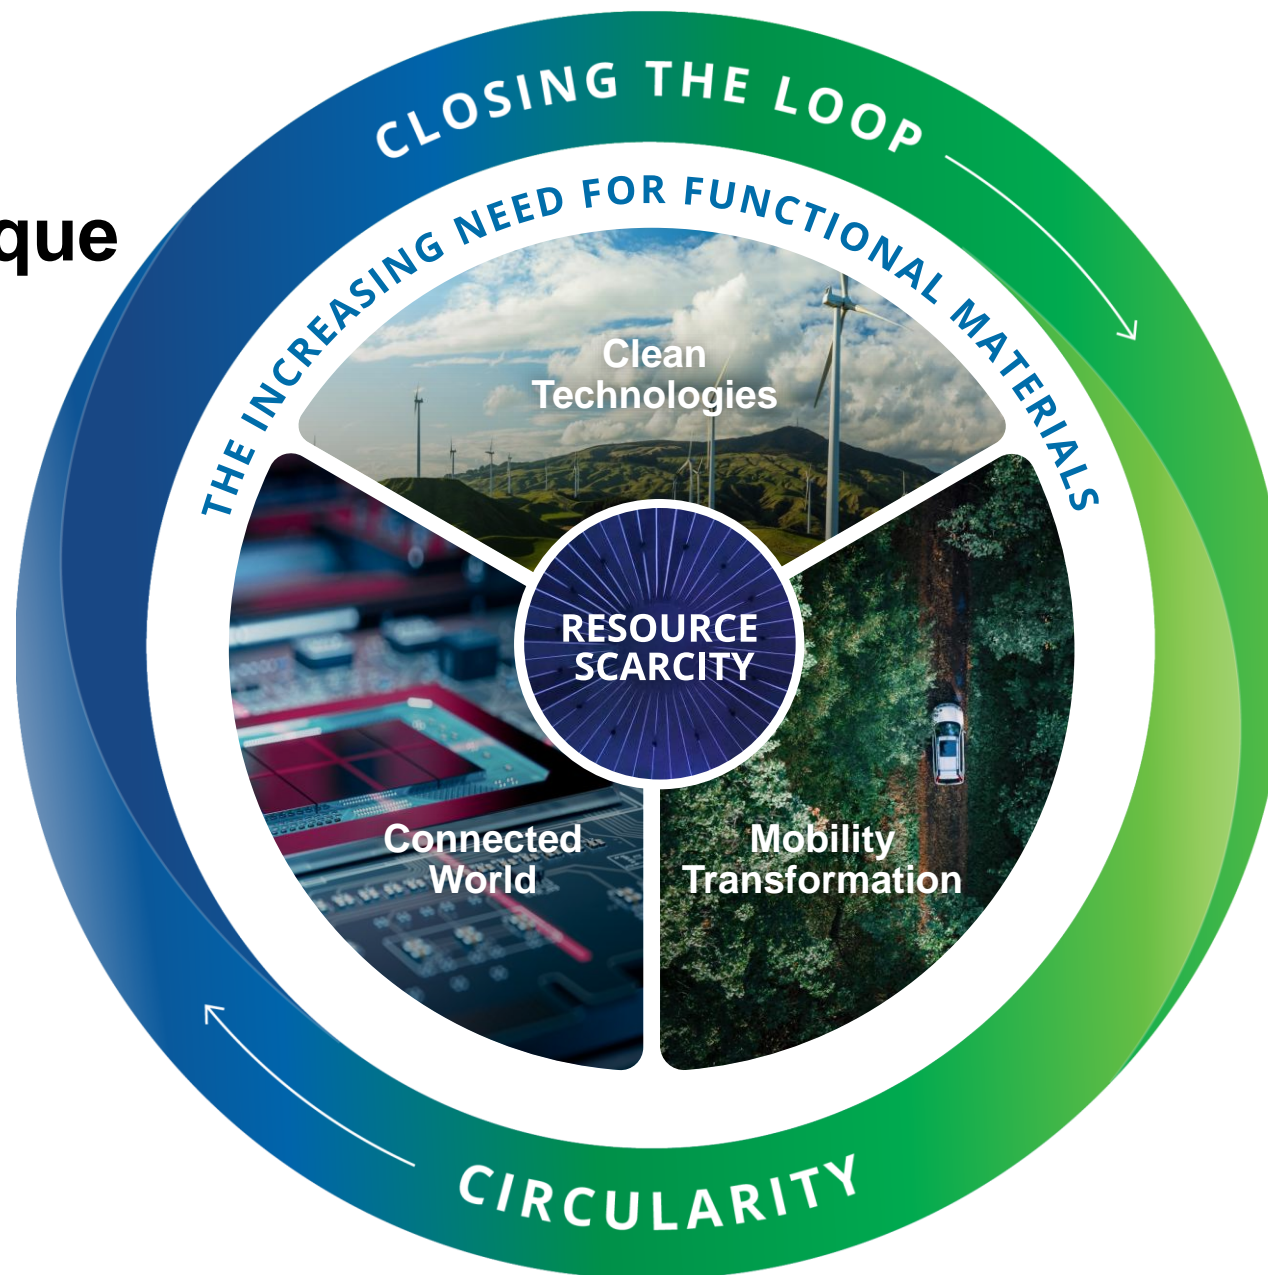 CLOSING THE LOOP
THE INCREASING NEED FOR FUNCTIONAL MATERIALS
que
Clean
Technologies
RESOURCE
SCARCITY
Connected
World
Mobility
Transformation
CIRCULARITY